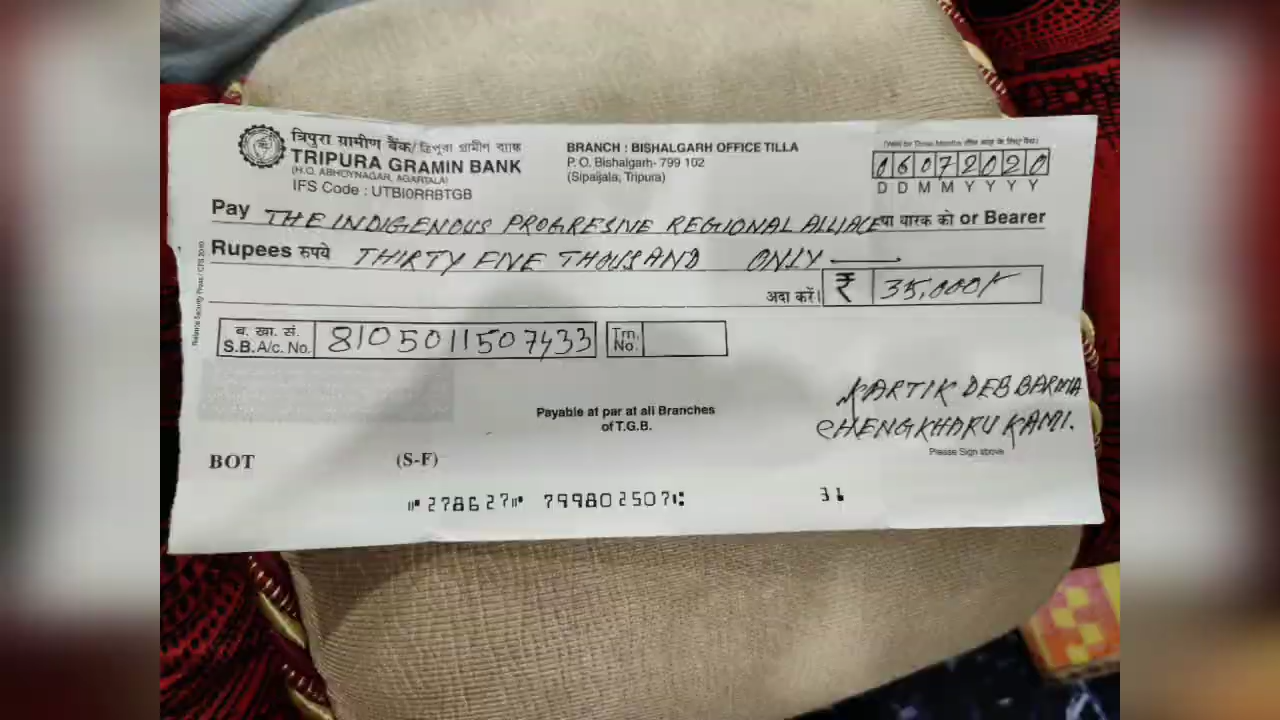 त्रिपुरा ग्रामीण बैंक/ত্রিপুরা গ্রামীণ ব্যাংক
TRIPURA GRAMIN BANK
(H.O. ABHOYNAGAR, AGARTALA)
IFS Code : UTBI0RRBTGB
BRANCH : BISHALGARH OFFICE TILLA
P. O. Bishalgarh- 799 102
(Sipaijala, Tripura)
06072020
D D M M Y Y Y Y
Pay THE INDIGENOUS PROGRESIVE REGIONAL ALLIACE या धारक को or Bearer
Rupees रुपये THIRTY FIVE THOUSAND ONLY
अदा करें। ₹ 35,000/-
ब. खा. सं.
S.B. A/c. No. 8105011507433
Trn. No.
Payable at par at all Branches
of T.G.B.
KARTIK DEBBARMA
CHENGKHARU KAMI.
Please Sign above
BOT (S-F)
⑈278627⑈ 799802507⑆ 31